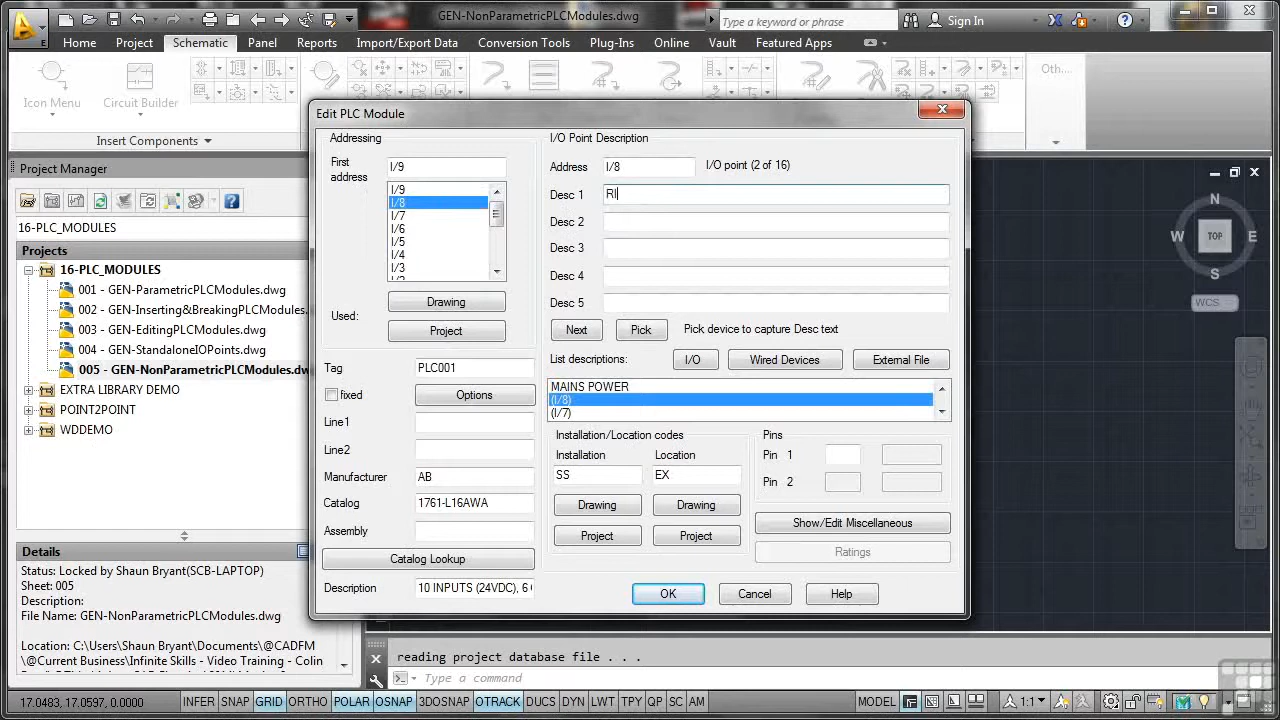 GEN-NonParametricPLCModules.dwg
Type a keyword or phrase
Sign In
Home Project Schematic Panel Reports Import/Export Data Conversion Tools Plug-Ins Online Vault Featured Apps
Icon Menu
Circuit Builder
Insert Components
Oth...
Project Manager
16-PLC_MODULES
Projects
16-PLC_MODULES
001 - GEN-ParametricPLCModules.dwg
002 - GEN-Inserting&BreakingPLCModules
003 - GEN-EditingPLCModules.dwg
004 - GEN-StandaloneIOPoints.dwg
005 - GEN-NonParametricPLCModules.dw
EXTRA LIBRARY DEMO
POINT2POINT
WDDEMO
Details
Status: Locked by Shaun Bryant(SCB-LAPTOP)
Sheet: 005
Description:
File Name: GEN-NonParametricPLCModules.dwg
Location: C:\Users\Shaun Bryant\Documents\@CADFM
\@Current Business\Infinite Skills - Video Training - Colin
Edit PLC Module
Addressing
First address
I/9
I/9
I/8
I/7
I/6
I/5
I/4
I/3
Used:
Drawing
Project
Tag
PLC001
fixed
Options
Line1
Line2
Manufacturer
AB
Catalog
1761-L16AWA
Assembly
Catalog Lookup
Description
10 INPUTS (24VDC), 6
I/O Point Description
Address
I/8
I/O point (2 of 16)
Desc 1
RI
Desc 2
Desc 3
Desc 4
Desc 5
Next
Pick
Pick device to capture Desc text
List descriptions:
I/O
Wired Devices
External File
MAINS POWER
(I/8)
(I/7)
Installation/Location codes
Installation
Location
SS
EX
Drawing
Drawing
Project
Project
Pins
Pin 1
Pin 2
Show/Edit Miscellaneous
Ratings
OK
Cancel
Help
N
W
TOP
E
S
WCS
reading project database file . . .
Type a command
17.0483, 17.0597, 0.0000
INFER SNAP GRID ORTHO POLAR OSNAP 3DOSNAP OTRACK DUCS DYN LWT TPY QP SC AM
MODEL
1:1